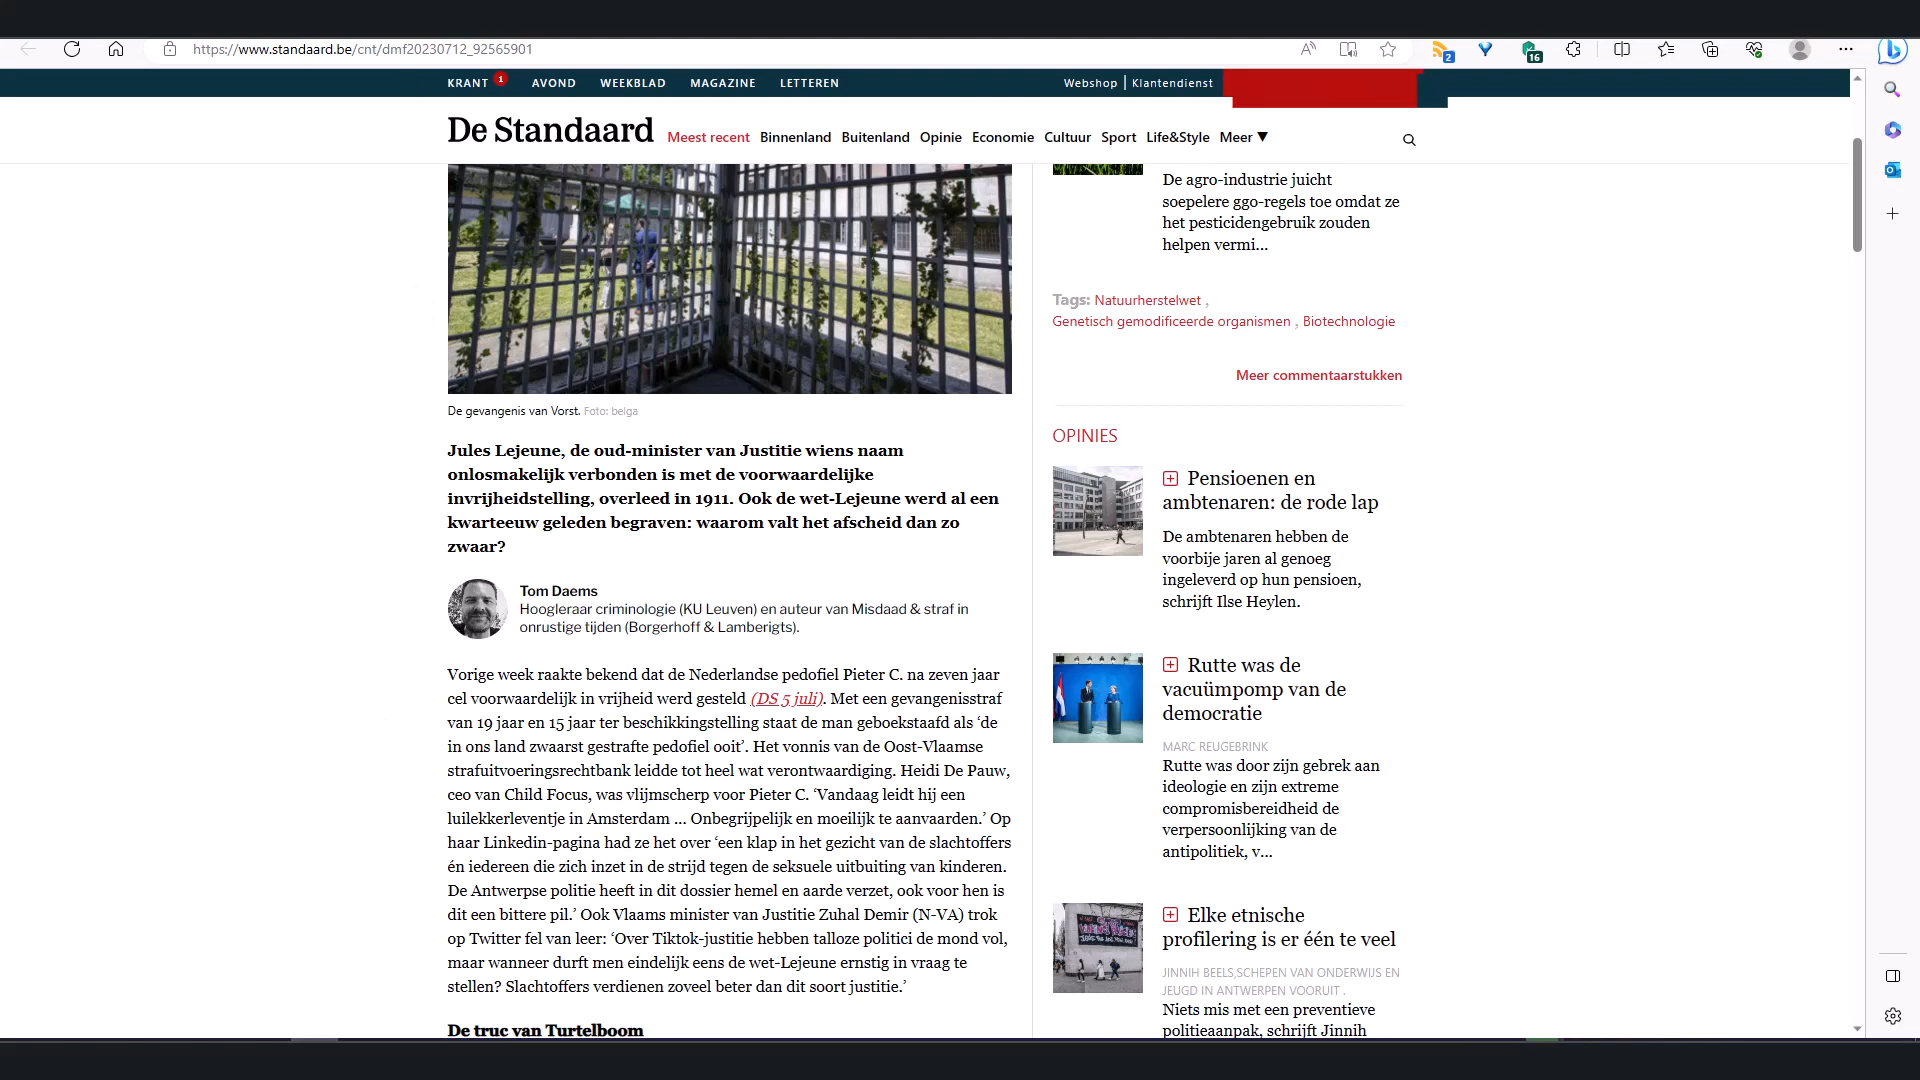 https://www.standaard.be/cnt/dmf20230712_92565901
2
16
KRANT 1 AVOND WEEKBLAD MAGAZINE LETTEREN
Webshop | Klantendienst
De Standaard
Meest recent Binnenland Buitenland Opinie Economie Cultuur Sport Life&Style Meer ▼
De gevangenis van Vorst. Foto: belga
Jules Lejeune, de oud-minister van Justitie wiens naam
onlosmakelijk verbonden is met de voorwaardelijke
invrijheidstelling, overleed in 1911. Ook de wet-Lejeune werd al een
kwarteeuw geleden begraven: waarom valt het afscheid dan zo
zwaar?
Tom Daems
Hoogleraar criminologie (KU Leuven) en auteur van Misdaad & straf in
onrustige tijden (Borgerhoff & Lamberigts).
Vorige week raakte bekend dat de Nederlandse pedofiel Pieter C. na zeven jaar
cel voorwaardelijk in vrijheid werd gesteld (DS 5 juli). Met een gevangenisstraf
van 19 jaar en 15 jaar ter beschikkingstelling staat de man geboekstaafd als ‘de
in ons land zwaarst gestrafte pedofiel ooit’. Het vonnis van de Oost-Vlaamse
strafuitvoeringsrechtbank leidde tot heel wat verontwaardiging. Heidi De Pauw,
ceo van Child Focus, was vlijmscherp voor Pieter C. ‘Vandaag leidt hij een
luilekkerleventje in Amsterdam ... Onbegrijpelijk en moeilijk te aanvaarden.’ Op
haar Linkedin-pagina had ze het over ‘een klap in het gezicht van de slachtoffers
én iedereen die zich inzet in de strijd tegen de seksuele uitbuiting van kinderen.
De Antwerpse politie heeft in dit dossier hemel en aarde verzet, ook voor hen is
dit een bittere pil.’ Ook Vlaams minister van Justitie Zuhal Demir (N-VA) trok
op Twitter fel van leer: ‘Over Tiktok-justitie hebben talloze politici de mond vol,
maar wanneer durft men eindelijk eens de wet-Lejeune ernstig in vraag te
stellen? Slachtoffers verdienen zoveel beter dan dit soort justitie.’
De truc van Turtelboom
De agro-industrie juicht
soepelere ggo-regels toe omdat ze
het pesticidengebruik zouden
helpen vermi...
Tags: Natuurherstelwet ,
Genetisch gemodificeerde organismen , Biotechnologie
Meer commentaarstukken
OPINIES
Pensioenen en
ambtenaren: de rode lap
De ambtenaren hebben de
voorbije jaren al genoeg
ingeleverd op hun pensioen,
schrijft Ilse Heylen.
Rutte was de
vacuümpomp van de
democratie
MARC REUGEBRINK
Rutte was door zijn gebrek aan
ideologie en zijn extreme
compromisbereidheid de
verpersoonlijking van de
antipolitiek, v...
Elke etnische
profilering is er één te veel
JINNIH BEELS,SCHEPEN VAN ONDERWIJS EN
JEUGD IN ANTWERPEN VOORUIT .
Niets mis met een preventieve
politieaanpak, schrijft Jinnih